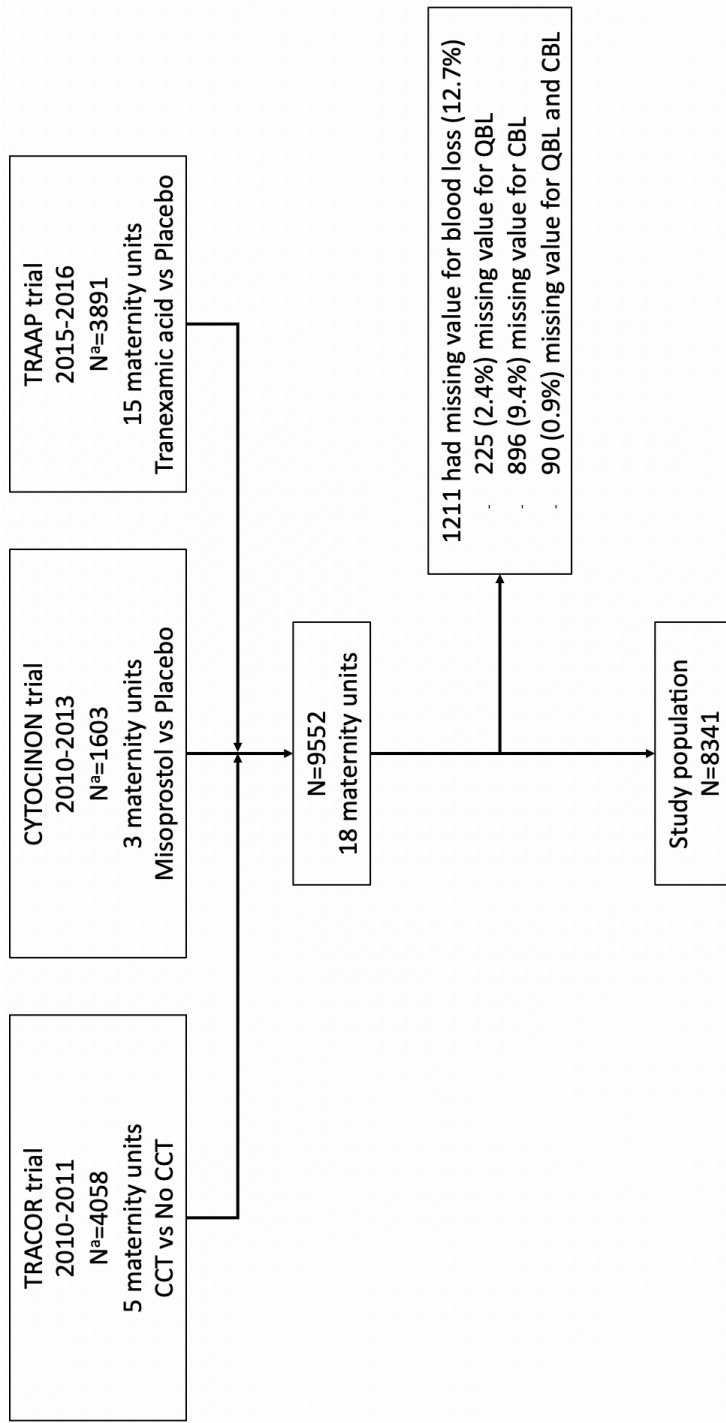 TRACOR trial
2010-2011
Nª=4058
5 maternity units
CCT vs No CCT
CYTOCINON trial
2010-2013
Nª=1603
3 maternity units
Misoprostol vs Placebo
TRAAP trial
2015-2016
Nª=3891
15 maternity units
Tranexamic acid vs Placebo
N=9552
18 maternity units
1211 had missing value for blood loss (12.7%)
- 225 (2.4%) missing value for QBL
- 896 (9.4%) missing value for CBL
- 90 (0.9%) missing value for QBL and CBL
Study population
N=8341